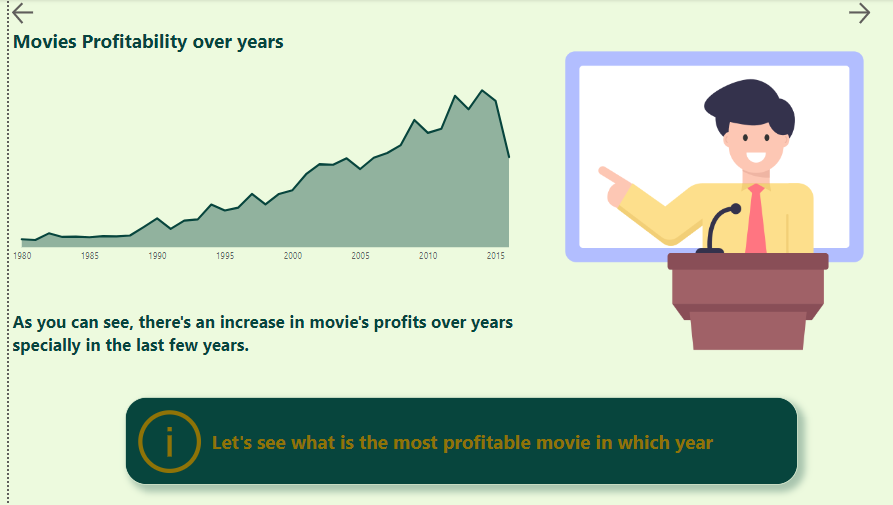 Movies Profitability over years
1980 1985 1990 1995 2000 2005 2010 2015
As you can see, there's an increase in movie's profits over years
specially in the last few years.
i Let's see what is the most profitable movie in which year